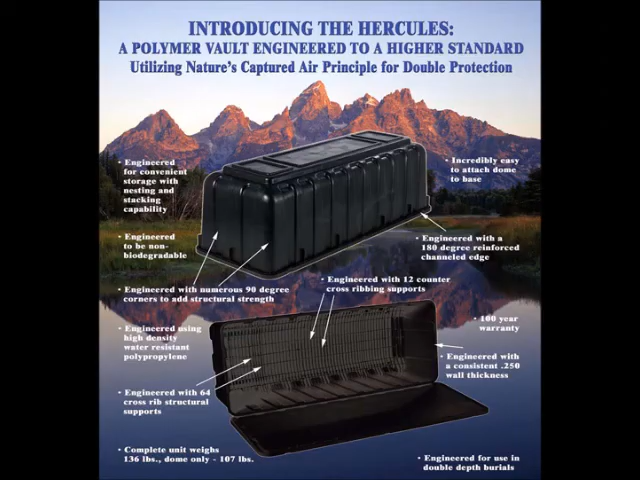 INTRODUCING THE HERCULES:
A POLYMER VAULT ENGINEERED TO A HIGHER STANDARD
Utilizing Nature's Captured Air Principle for Double Protection
• Engineered
for convenient
storage with
nesting and
stacking
capability
• Incredibly easy
to attach dome
to base
• Engineered
to be non-
biodegradable
• Engineered with a
180 degree reinforced
channeled edge
• Engineered with numerous 90 degree
corners to add structural strength
• Engineered with 12 counter
cross ribbing supports
• Engineered using
high density
water resistant
polypropylene
• 100 year
warranty
• Engineered with
a consistent .250
wall thickness
• Engineered with 64
cross rib structural
supports
• Complete unit weighs
136 lbs., dome only - 107 lbs.
• Engineered for use in
double depth burials